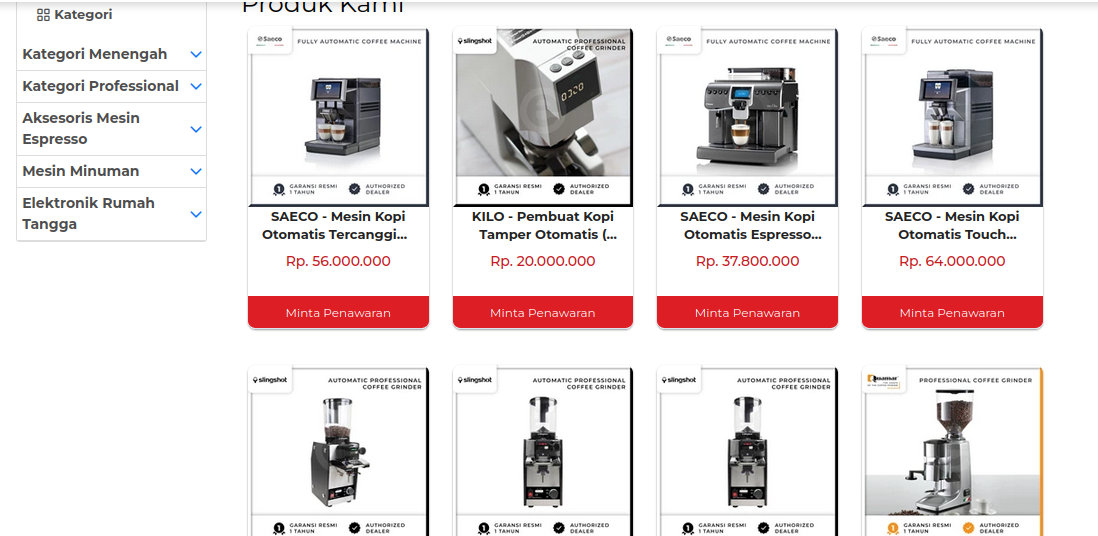 Produk Kami
Kategori
Kategori Menengah
Kategori Professional
Aksesoris Mesin
Espresso
Mesin Minuman
Elektronik Rumah
Tangga
Saeco
FULLY AUTOMATIC COFFEE MACHINE
GARANSI RESMI
1 TAHUN
AUTHORIZED
DEALER
SAECO - Mesin Kopi
Otomatis Tercanggi...
Rp. 56.000.000
Minta Penawaran
slingshot
AUTOMATIC PROFESSIONAL
COFFEE GRINDER
0320
GARANSI RESMI
1 TAHUN
AUTHORIZED
DEALER
KILO - Pembuat Kopi
Tamper Otomatis (...
Rp. 20.000.000
Minta Penawaran
Saeco
FULLY AUTOMATIC COFFEE MACHINE
GARANSI RESMI
1 TAHUN
AUTHORIZED
DEALER
SAECO - Mesin Kopi
Otomatis Espresso...
Rp. 37.800.000
Minta Penawaran
Saeco
FULLY AUTOMATIC COFFEE MACHINE
GARANSI RESMI
1 TAHUN
AUTHORIZED
DEALER
SAECO - Mesin Kopi
Otomatis Touch...
Rp. 64.000.000
Minta Penawaran
slingshot
AUTOMATIC PROFESSIONAL
COFFEE GRINDER
GARANSI RESMI
1 TAHUN
AUTHORIZED
DEALER
slingshot
AUTOMATIC PROFESSIONAL
COFFEE GRINDER
GARANSI RESMI
1 TAHUN
AUTHORIZED
DEALER
slingshot
AUTOMATIC PROFESSIONAL
COFFEE GRINDER
GARANSI RESMI
1 TAHUN
AUTHORIZED
DEALER
Quamar
PROFESSIONAL COFFEE GRINDER
GARANSI RESMI
1 TAHUN
AUTHORIZED
DEALER